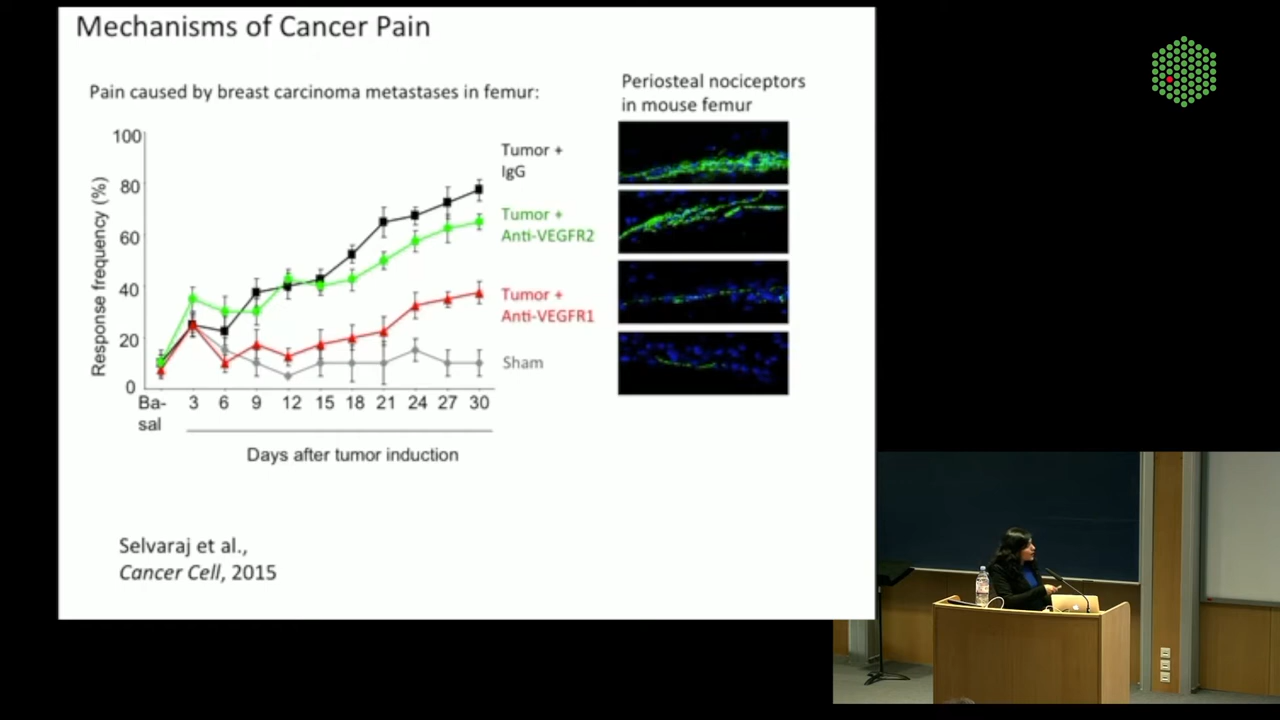 Mechanisms of Cancer Pain
Pain caused by breast carcinoma metastases in femur:
Periosteal nociceptors
in mouse femur
Response frequency (%)
100
80
60
40
20
0
Ba-
sal
3 6 9 12 15 18 21 24 27 30
Days after tumor induction
Tumor +
IgG
Tumor +
Anti-VEGFR2
Tumor +
Anti-VEGFR1
Sham
Selvaraj et al.,
Cancer Cell, 2015